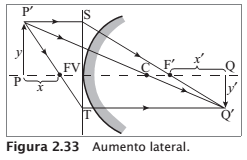 P′ S
y x′
P FV C F′ Q
x y′
T Q′
Figura 2.33 Aumento lateral.